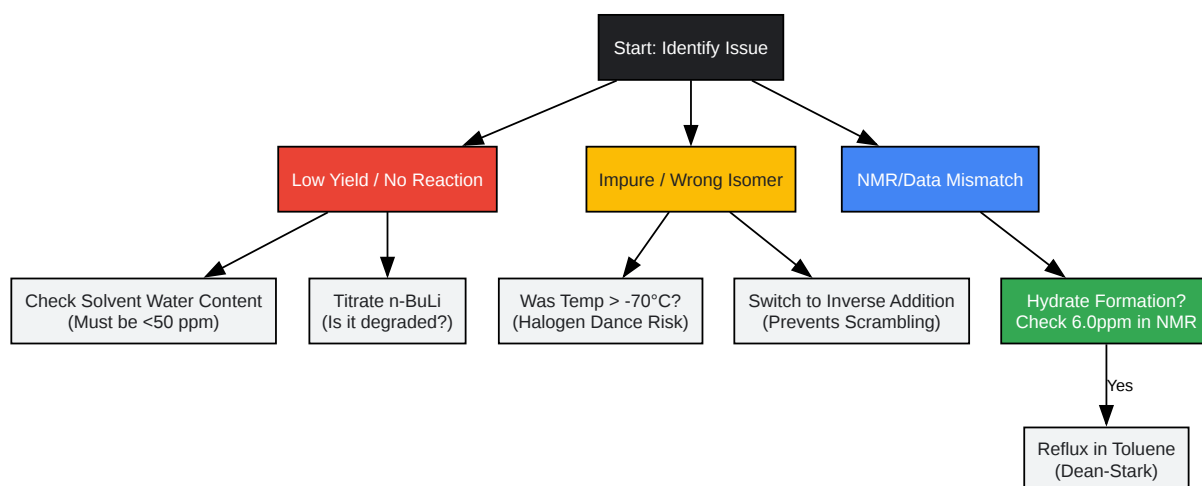 Start: Identify Issue
Low Yield / No Reaction
Impure / Wrong Isomer
NMR/Data Mismatch
Check Solvent Water Content
(Must be <50 ppm)
Titrate n-BuLi
(Is it degraded?)
Was Temp > -70°C?
(Halogen Dance Risk)
Switch to Inverse Addition
(Prevents Scrambling)
Hydrate Formation?
Check 6.0ppm in NMR
Yes
Reflux in Toluene
(Dean-Stark)